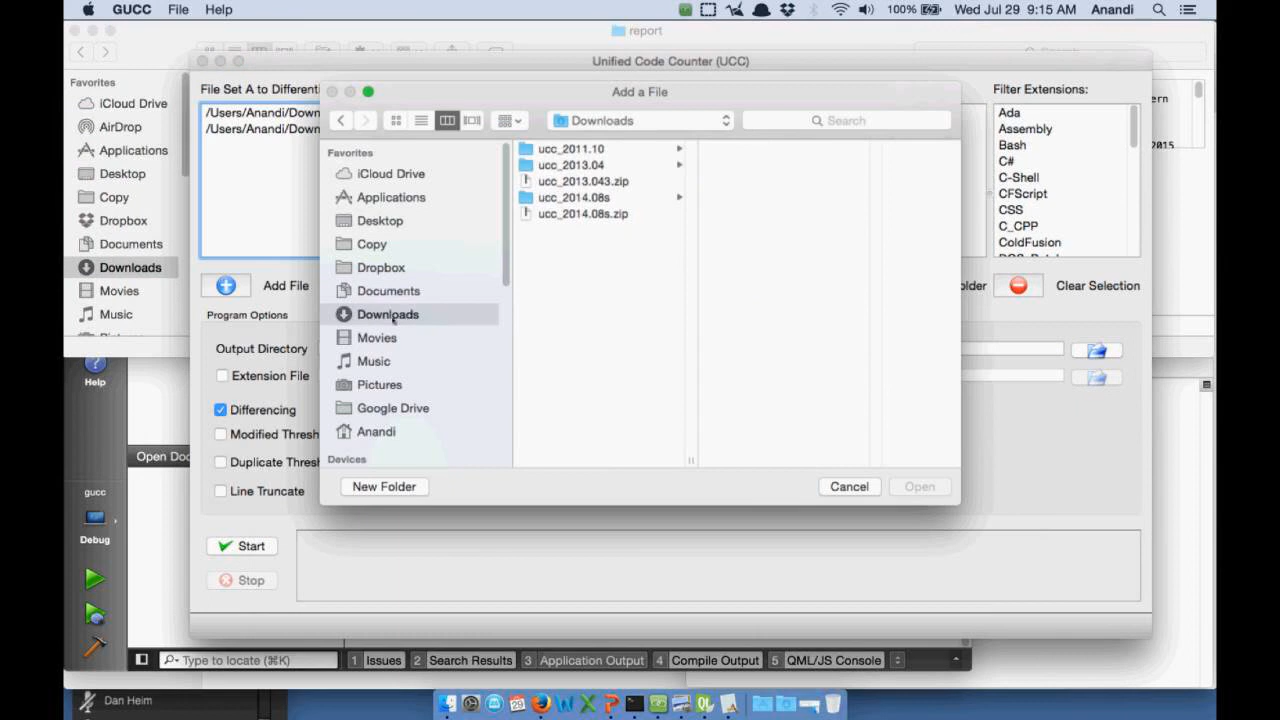 GUCC File Help 100% Wed Jul 29 9:15 AM Anandi
report
Unified Code Counter (UCC)
Favorites
iCloud Drive
AirDrop
Applications
Desktop
Copy
Dropbox
Documents
Downloads
Movies
Music
File Set A to Differenti
/Users/Anandi/Down
/Users/Anandi/Down
Add File
Add a File
Downloads
Search
Favorites
iCloud Drive
Applications
Desktop
Copy
Dropbox
Documents
Downloads
Movies
Music
Pictures
Google Drive
Anandi
Devices
ucc_2011.10
ucc_2013.04
ucc_2013.043.zip
ucc_2014.08s
ucc_2014.08s.zip
New Folder
Cancel
Open
Filter Extensions:
Ada
Assembly
Bash
C#
C-Shell
CFScript
CSS
C_CPP
ColdFusion
ern
2015
older
Clear Selection
Program Options
Output Directory
Extension File
Differencing
Modified Thresh
Duplicate Thresh
Line Truncate
Start
Stop
Help
Open Doc
gucc
Debug
Type to locate (⌘K)
1 Issues
2 Search Results
3 Application Output
4 Compile Output
5 QML/JS Console
Dan Heim